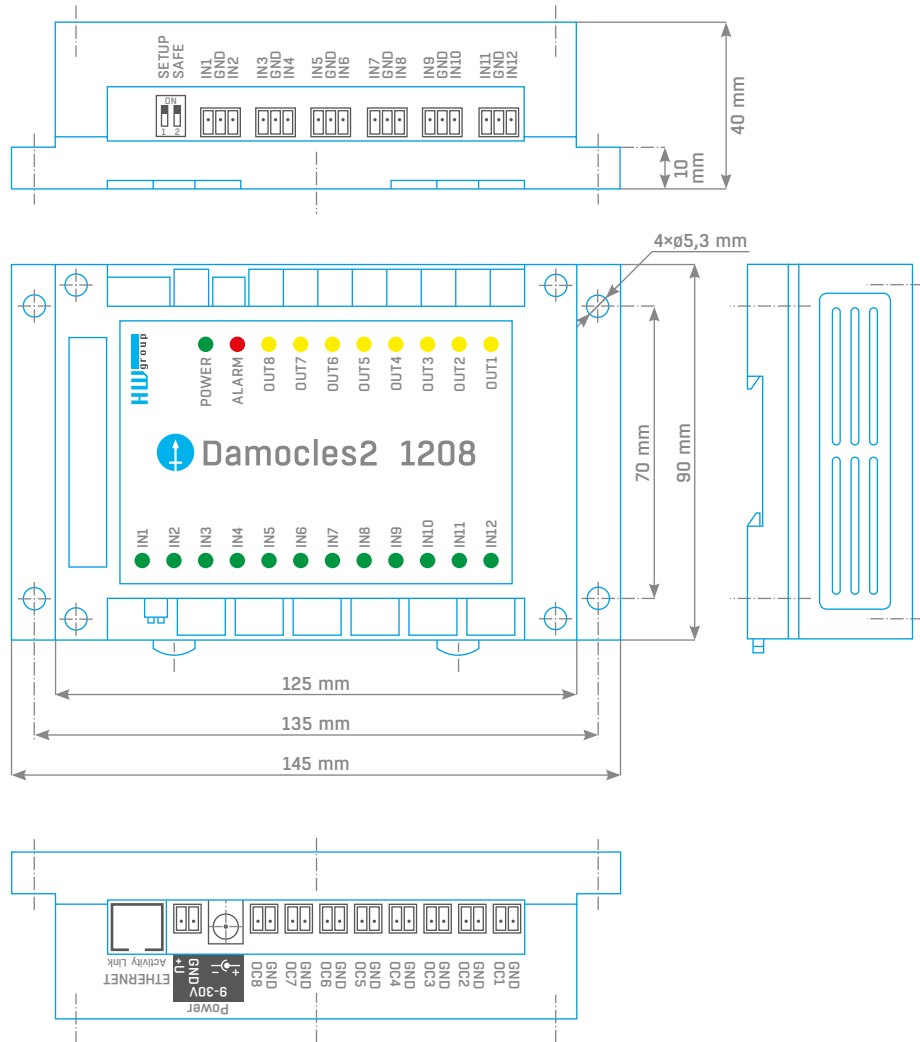 SETUP
SAFE
IN1
GND
IN2
IN3
GND
IN4
IN5
GND
IN6
IN7
GND
IN8
IN9
GND
IN10
IN11
GND
IN12
ON
1 2
40 mm
10 mm
4×ø5,3 mm
HW group
POWER
ALARM
OUT8
OUT7
OUT6
OUT5
OUT4
OUT3
OUT2
OUT1
Damocles2 1208
70 mm
90 mm
IN1
IN2
IN3
IN4
IN5
IN6
IN7
IN8
IN9
IN10
IN11
IN12
125 mm
135 mm
145 mm
Activity Link
ETHERNET
+U
GND
- +
9-30V
Power
OC8
GND
OC7
GND
OC6
GND
OC5
GND
OC4
GND
OC3
GND
OC2
GND
OC1
GND